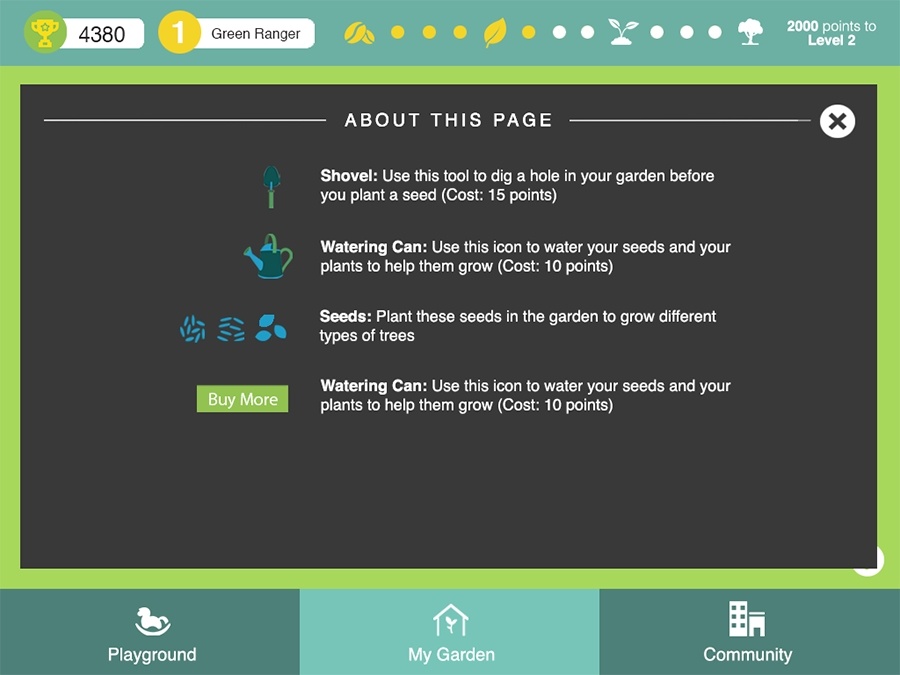 4380
1
Green Ranger
2000 points to
Level 2
ABOUT THIS PAGE
Shovel: Use this tool to dig a hole in your garden before
you plant a seed (Cost: 15 points)
Watering Can: Use this icon to water your seeds and your
plants to help them grow (Cost: 10 points)
Seeds: Plant these seeds in the garden to grow different
types of trees
Buy More
Watering Can: Use this icon to water your seeds and your
plants to help them grow (Cost: 10 points)
Playground
My Garden
Community